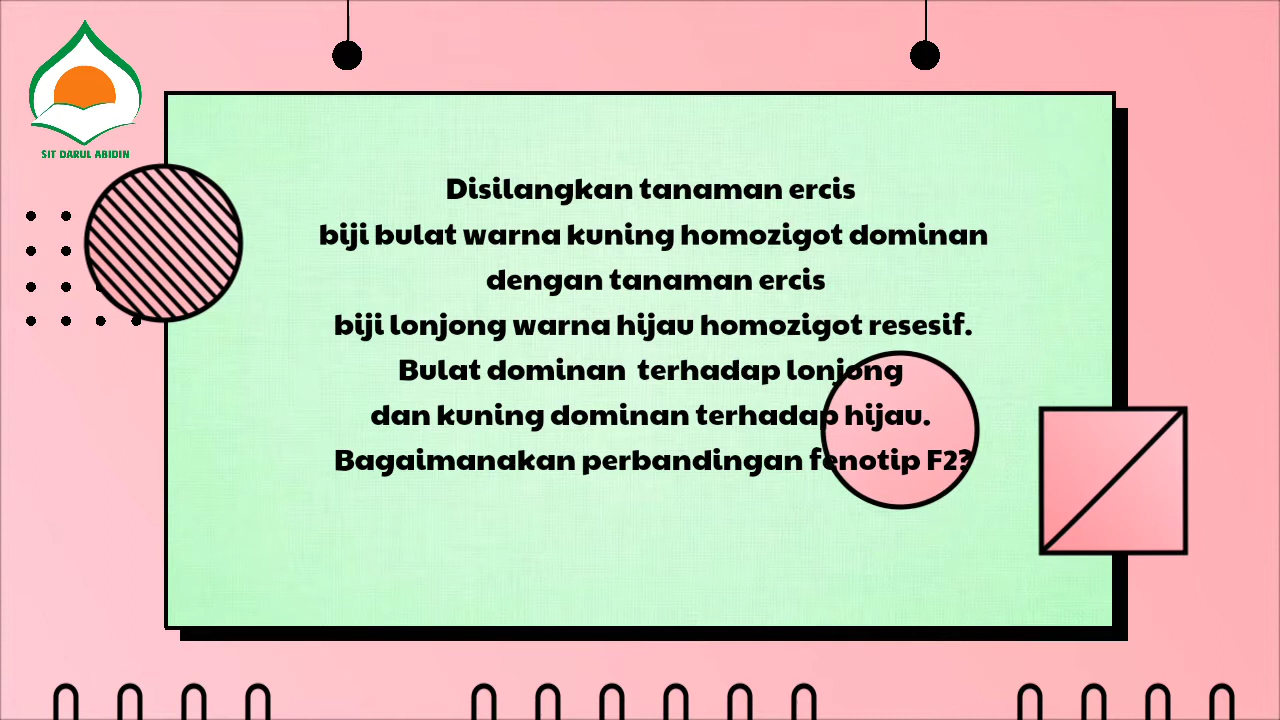 SIT DARUL ABIDIN
Disilangkan tanaman ercis
biji bulat warna kuning homozigot dominan
dengan tanaman ercis
biji lonjong warna hijau homozigot resesif.
Bulat dominan  terhadap lonjong
dan kuning dominan terhadap hijau.
Bagaimanakan perbandingan fenotip F2?